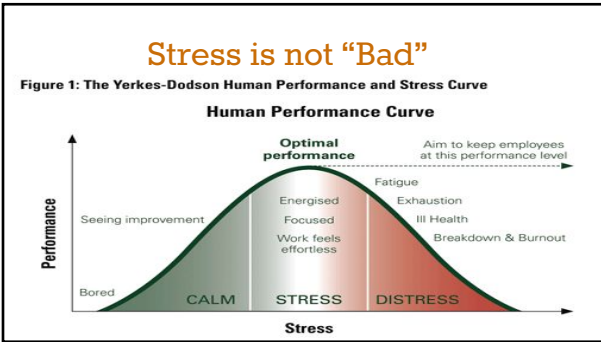 Stress is not “Bad”
Figure 1: The Yerkes-Dodson Human Performance and Stress Curve
Human Performance Curve
Optimal
performance
Aim to keep employees
at this performance level
Fatigue
Energised
Exhaustion
Seeing improvement
Focused
Ill Health
Work feels
effortless
Breakdown & Burnout
Performance
Bored
CALM
STRESS
DISTRESS
Stress